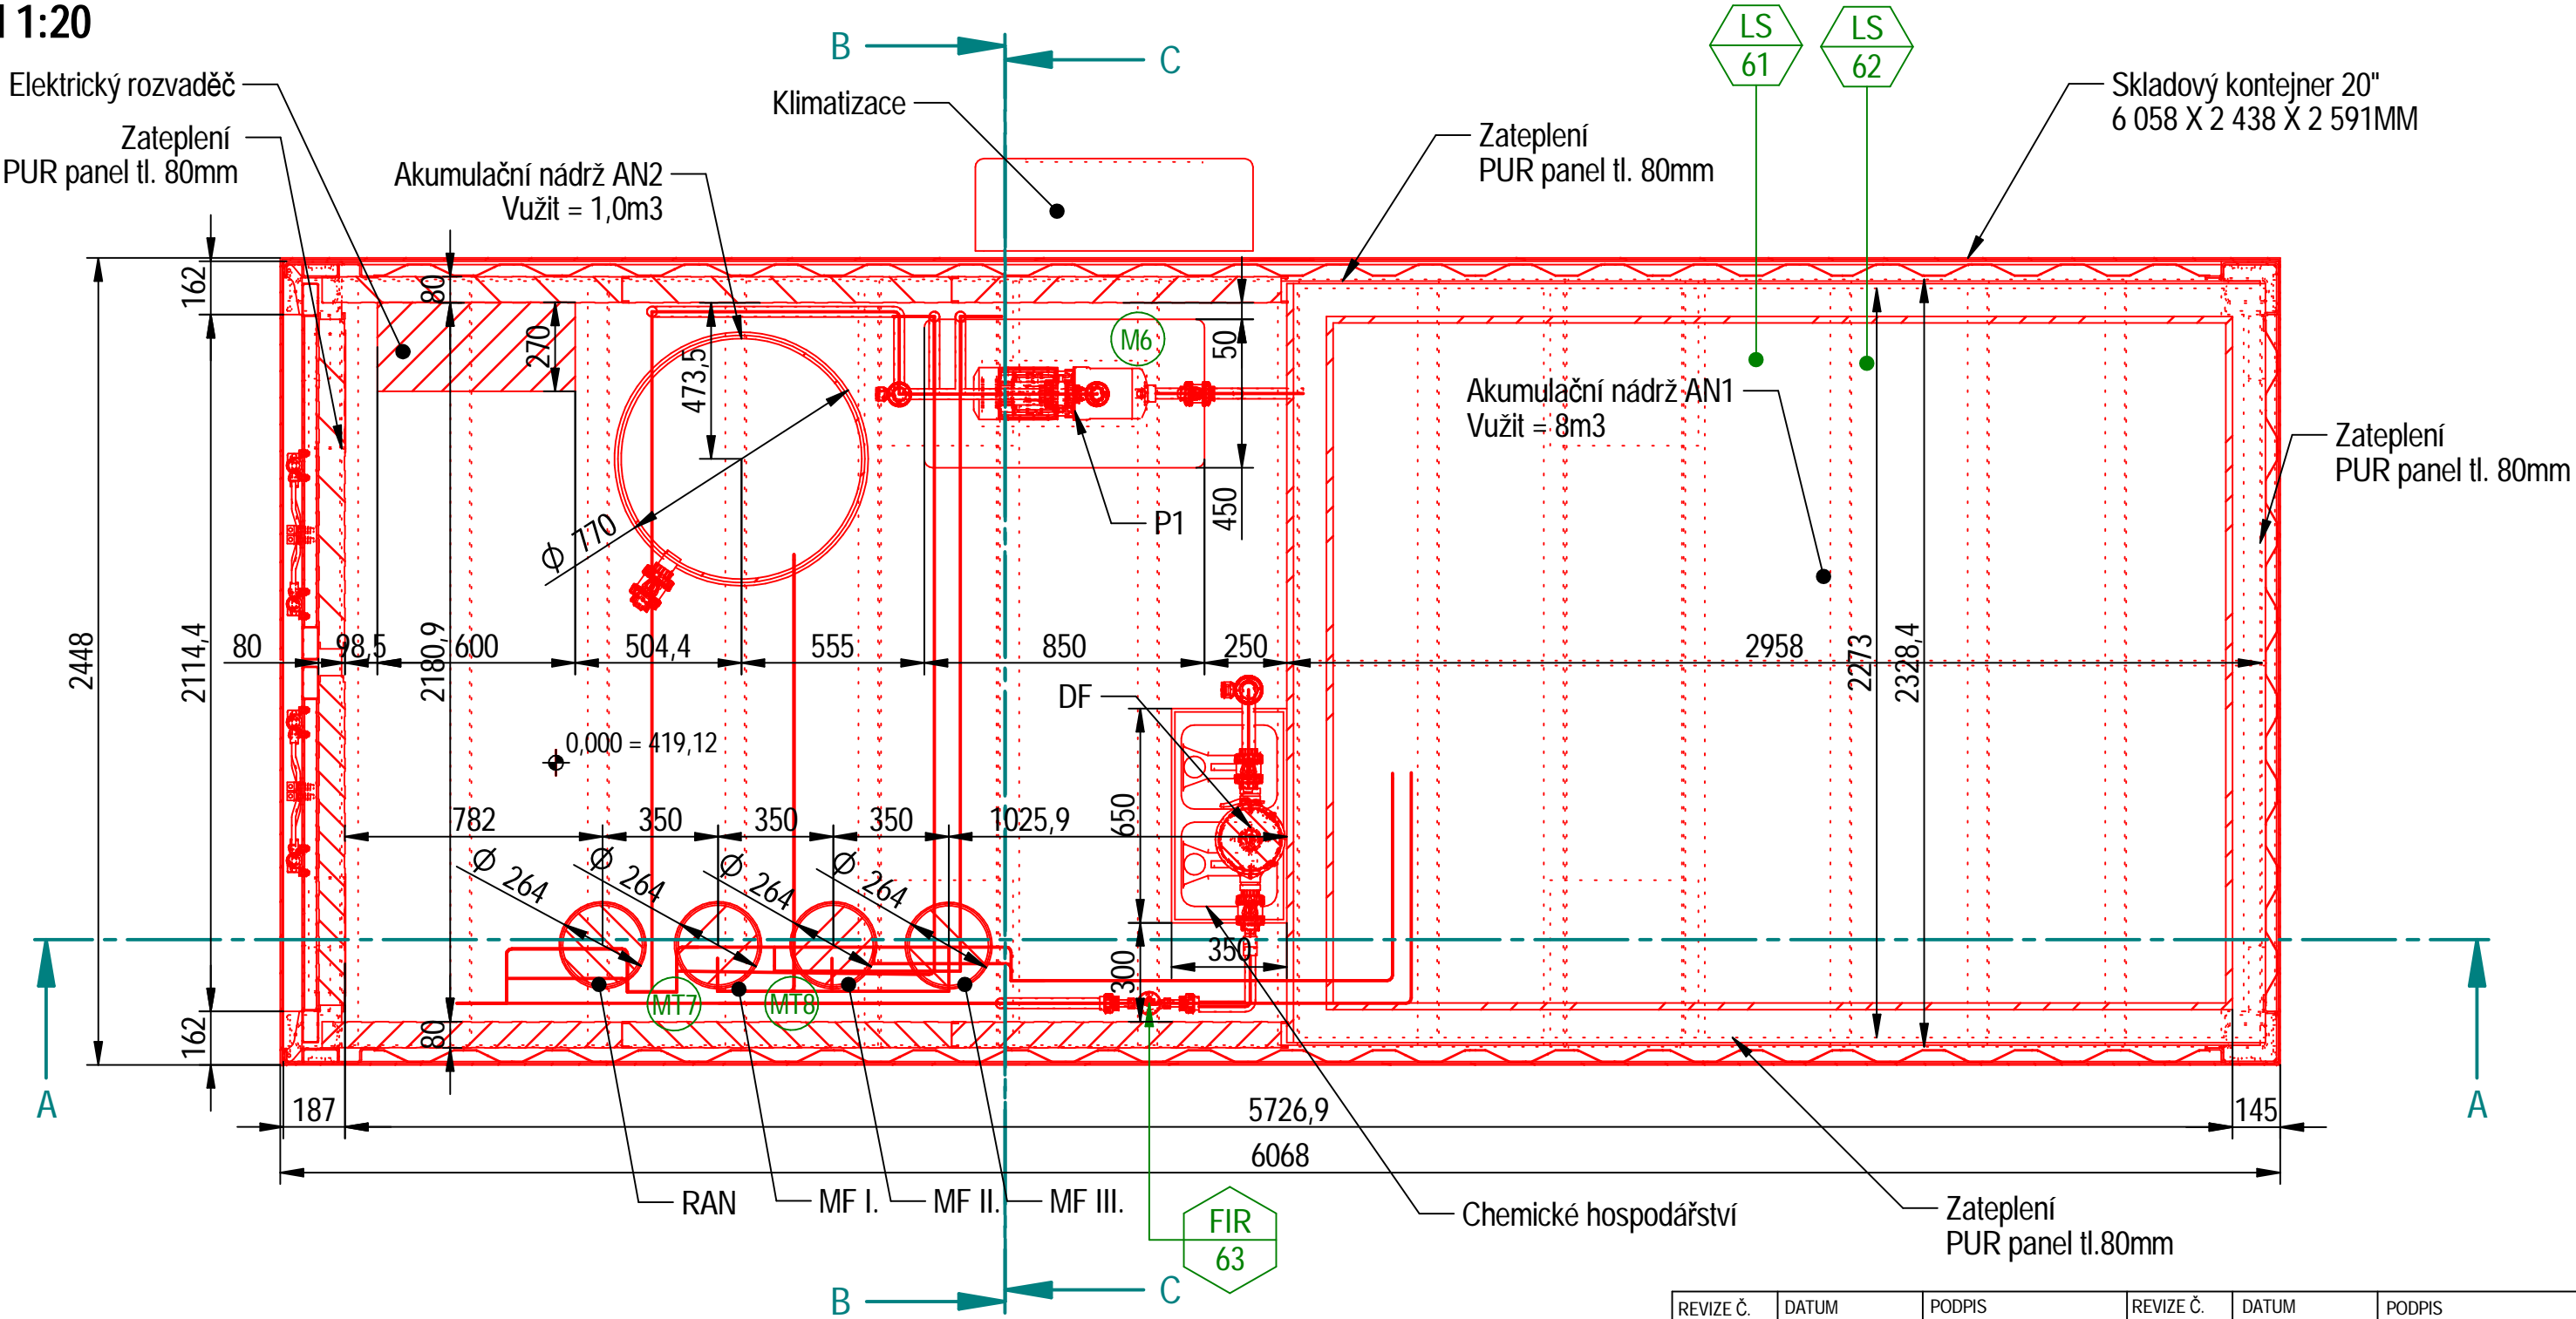 1:20
B
C
LS
61
LS
62
Elektrický rozvaděč
Klimatizace
Skladový kontejner 20"
6 058 X 2 438 X 2 591MM
Zateplení
PUR panel tl. 80mm
Zateplení
PUR panel tl. 80mm
Akumulační nádrž AN2
Vužit = 1,0m3
162
80
270
473,5
M6
50
Akumulační nádrž AN1
Vužit = 8m3
Zateplení
PUR panel tl. 80mm
ϕ 770
P1
450
2448
2114,4
2180,9
80
98,5
600
504,4
555
850
250
2958
2273
2328,4
DF
0,000 = 419,12
650
782
350
350
350
1025,9
Ø 264
Ø 264
Ø 264
Ø 264
300
350
MT7
MT8
162
80
A
A
187
5726,9
145
6068
RAN
MF I.
MF II.
MF III.
FIR
63
Chemické hospodářství
Zateplení
PUR panel tl.80mm
B
C
REVIZE Č.
DATUM
PODPIS
REVIZE Č.
DATUM
PODPIS